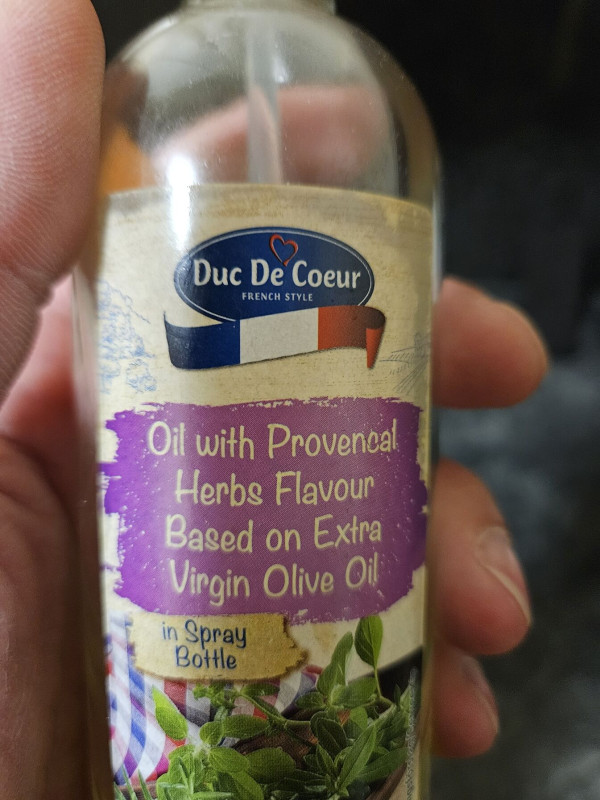 Duc De Coeur
FRENCH STYLE
Oil with Provencal
Herbs Flavour
Based on Extra
Virgin Olive Oil
in Spray
Bottle